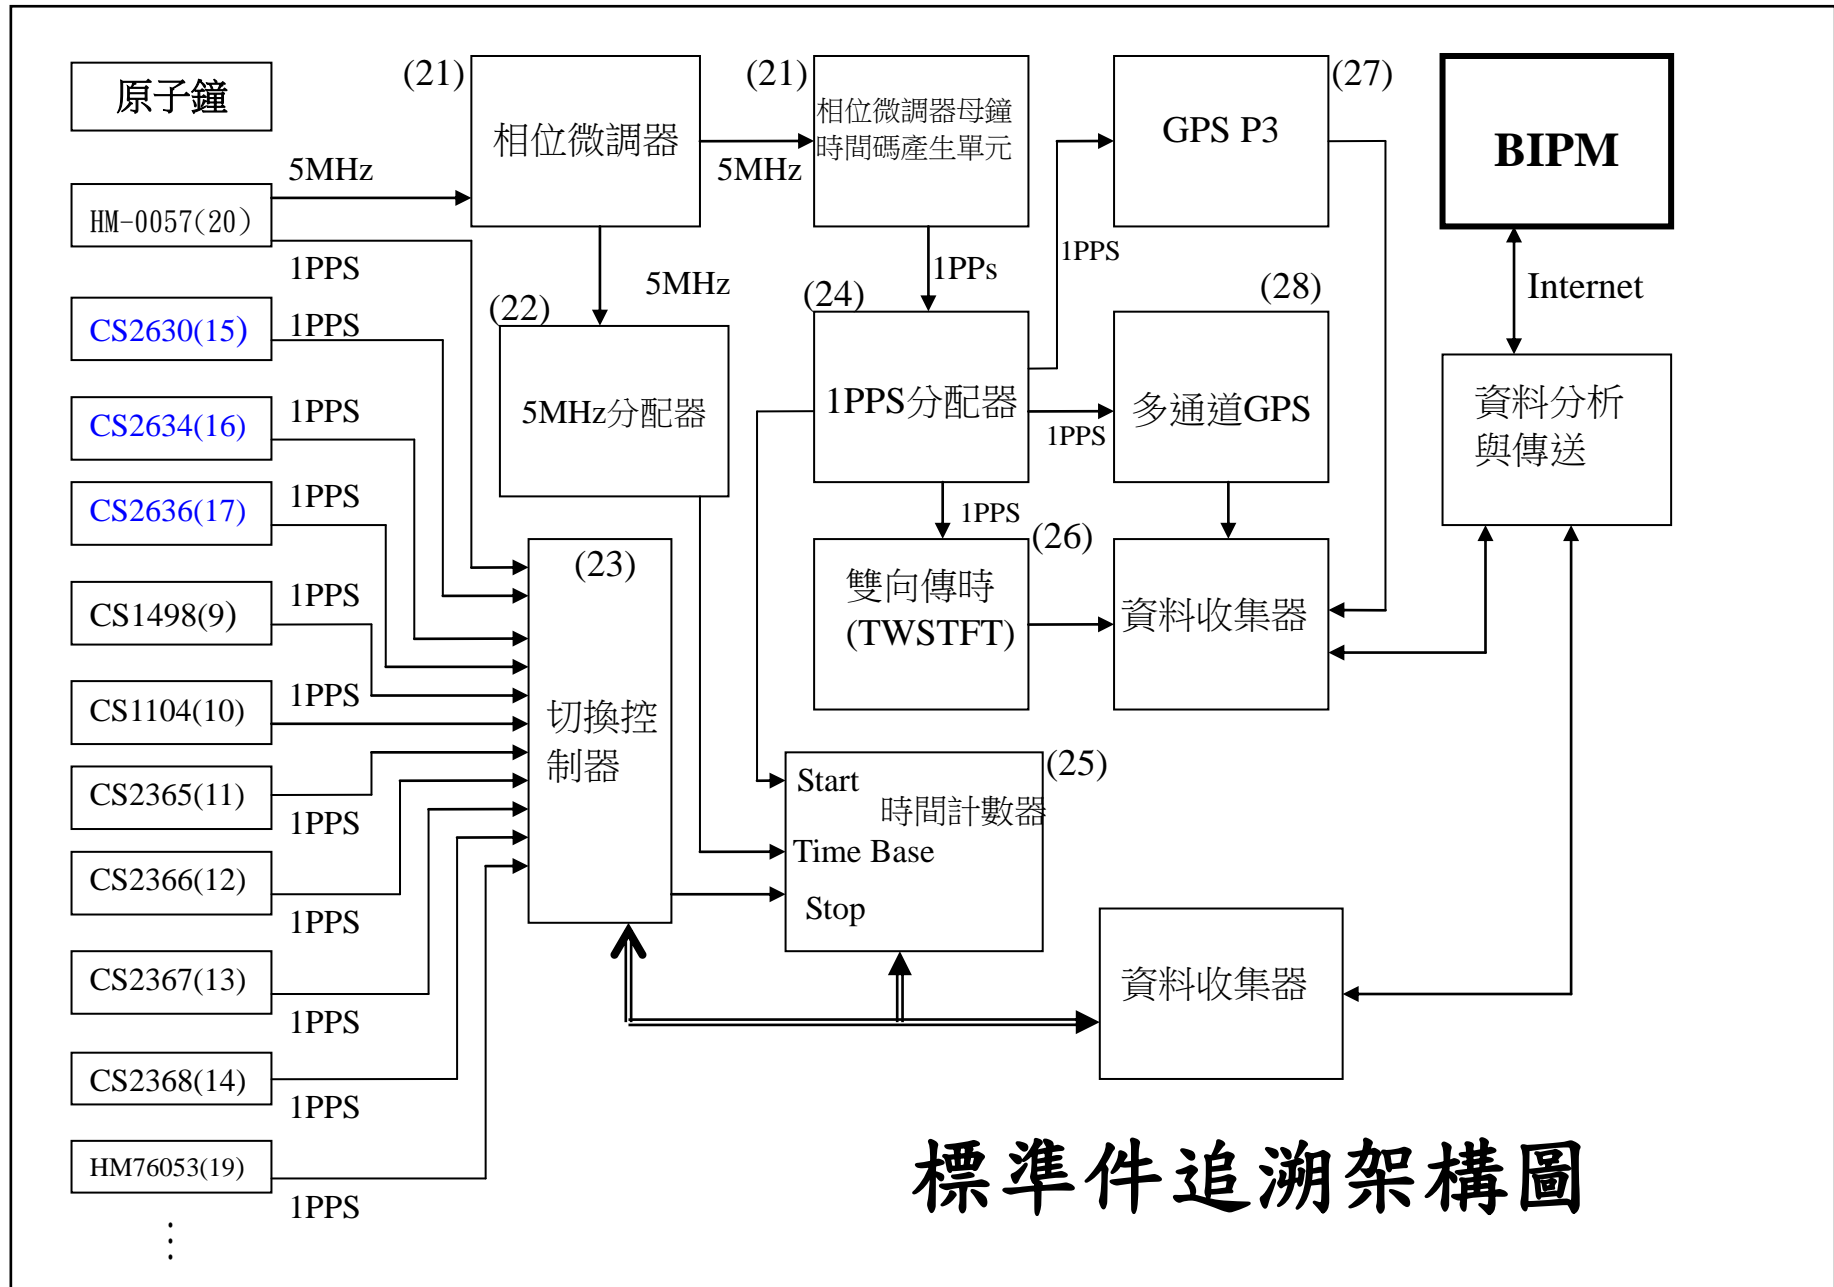 原子鐘
HM-0057(20)
CS2630(15)
CS2634(16)
CS2636(17)
CS1498(9)
CS1104(10)
CS2365(11)
CS2366(12)
CS2367(13)
CS2368(14)
HM76053(19)
⋮
5MHz
1PPS
1PPS
1PPS
1PPS
1PPS
1PPS
1PPS
1PPS
1PPS
1PPS
1PPS
(21)
相位微調器
5MHz
(21)
相位微調器母鐘
時間碼產生單元
5MHz
(22)
5MHz分配器
(23)
切換控
制器
1PPs
(24)
1PPS分配器
1PPS
1PPS
1PPS
(27)
GPS P3
(28)
多通道GPS
(26)
雙向傳時
(TWSTFT)
資料收集器
(25)
Start
時間計數器
Time Base
Stop
資料收集器
BIPM
Internet
資料分析
與傳送
標準件追溯架構圖